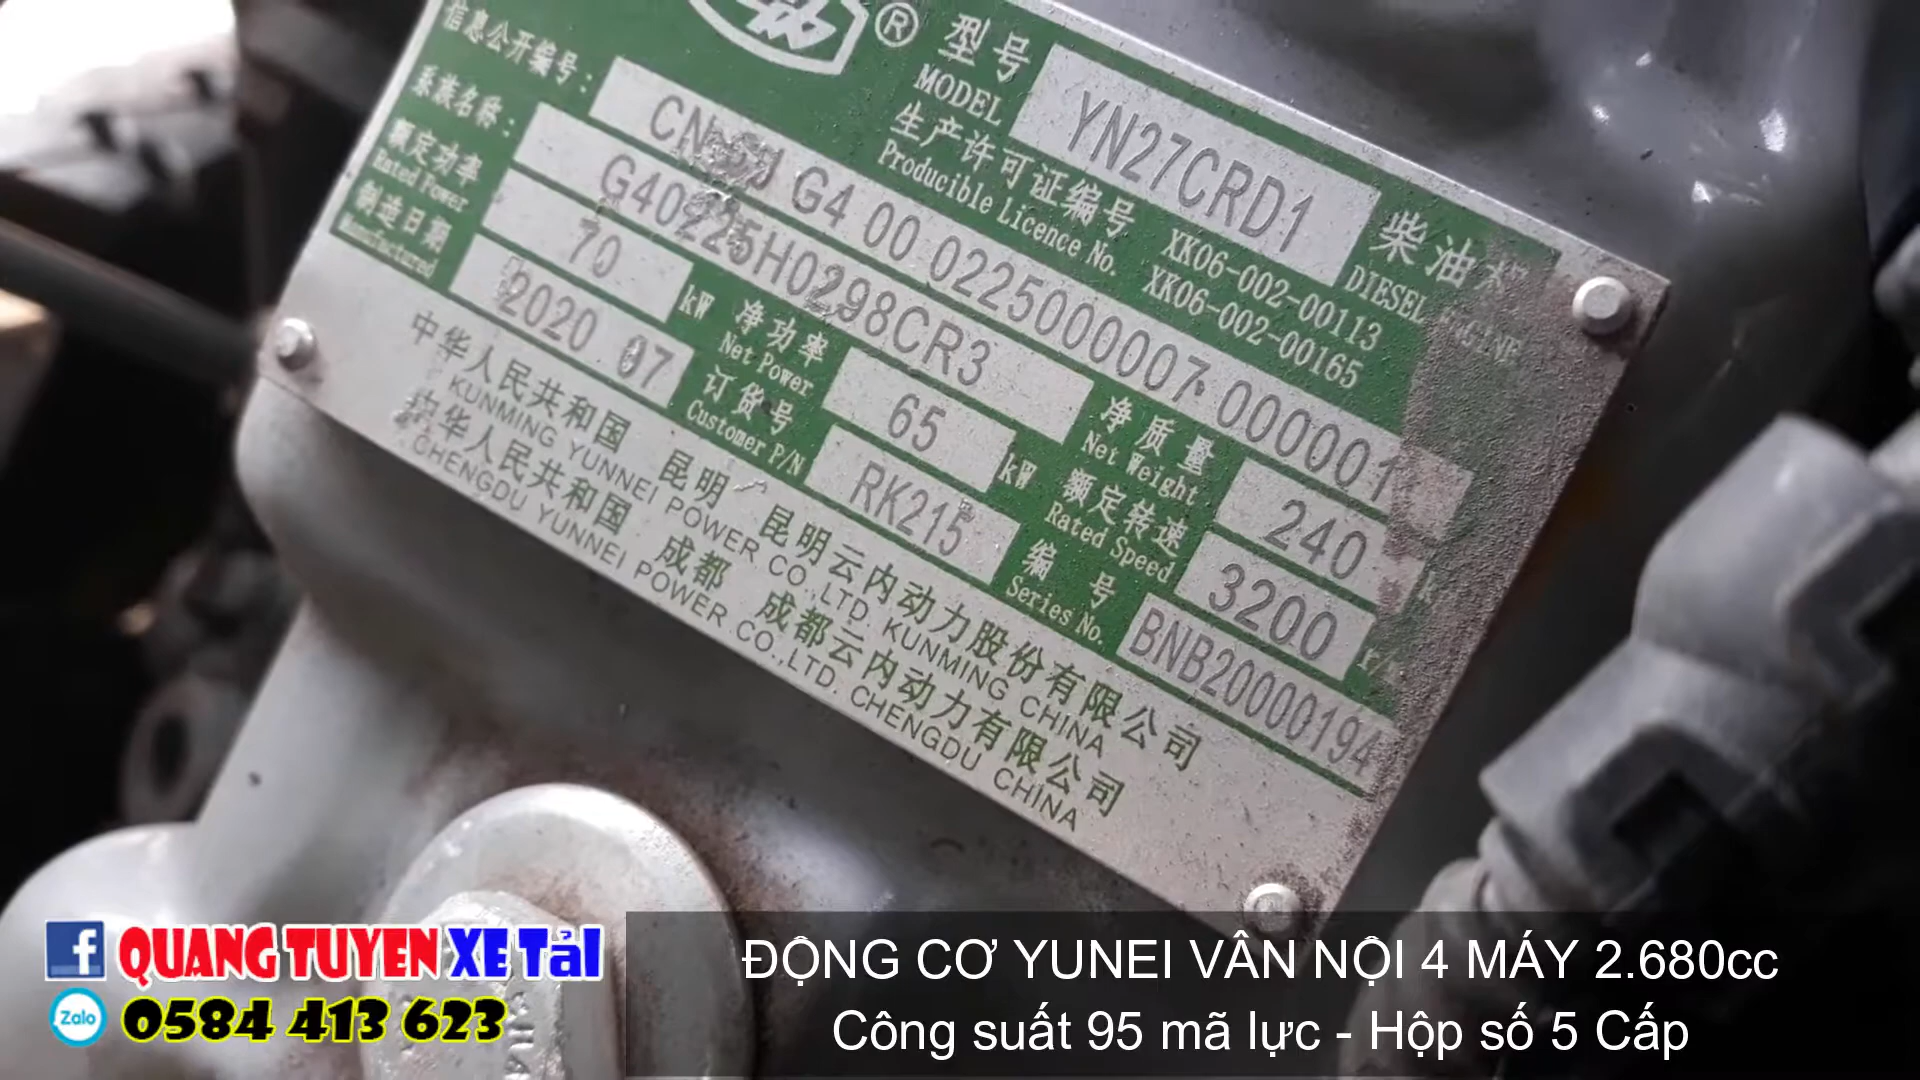 ®
型号
MODEL
YN27CRD1
柴油
DIESEL
生产许可证编号
Producible Licence No.
XK06-002-00113
XK06-002-00165
信息公开编号:
G4 00 022500007 000001
系族名称:
G40225H0298CR3
额定功率
Rated Power
70
kW
净功率
Net Power
65
kW
净质量
Net Weight
240
制造日期
Manufactured
2020 07
订货号
Customer P/N
RK215
额定转速
Rated Speed
3200
编号
Series No.
BNB20000194
中华人民共和国 昆明 昆明云内动力股份有限公司
KUNMING YUNNEI POWER CO.,LTD. KUNMING CHINA
中华人民共和国 成都 成都云内动力有限公司
CHENGDU YUNNEI POWER CO.,LTD. CHENGDU CHINA
QUANG TUYEN XE TảI
Zalo
0584 413 623
ĐỘNG CƠ YUNEI VÂN NỘI 4 MÁY 2.680cc
Công suất 95 mã lực - Hộp số 5 Cấp